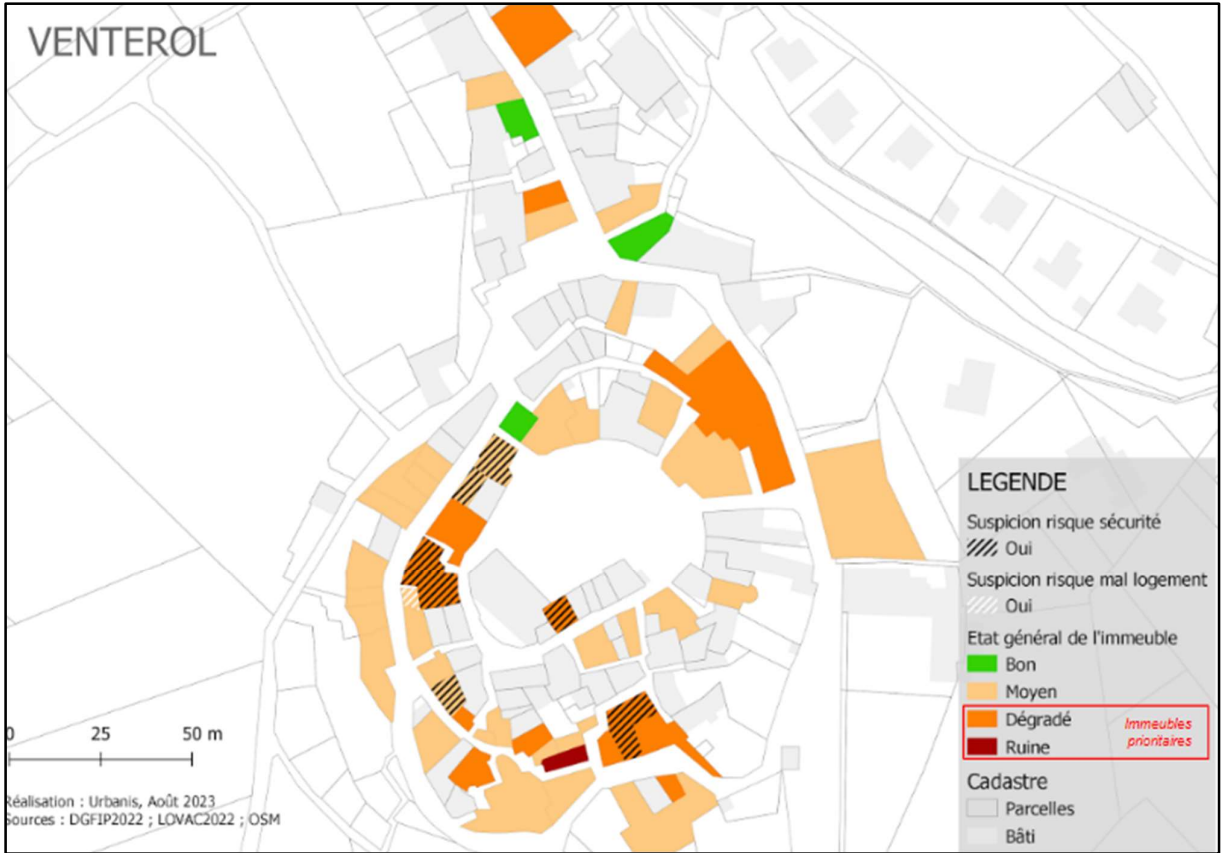 VENTEROL
LEGENDE
Suspicion risque sécurité
Oui
Suspicion risque mal logement
Oui
Etat général de l'immeuble
Bon
Moyen
Dégradé
Ruine
Immeubles
prioritaires
Cadastre
Parcelles
Bâti
0 25 50 m
Réalisation : Urbanis, Août 2023
Sources : DGFIP2022 ; LOVAC2022 ; OSM